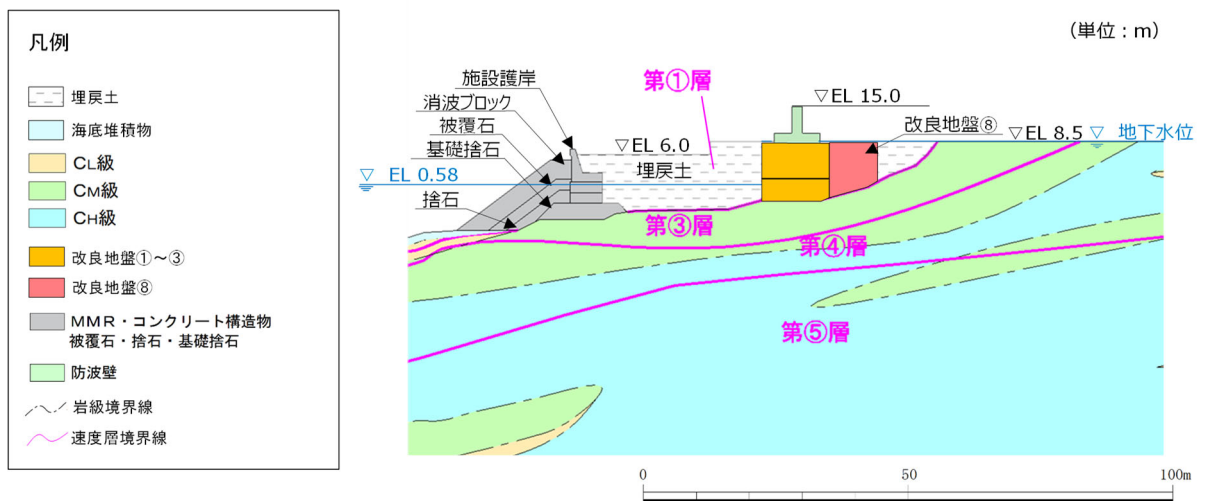 凡例
埋戻土
海底堆積物
CL級
CM級
CH級
改良地盤①～③
改良地盤⑧
MMR・コンクリート構造物
被覆石・捨石・基礎捨石
防波壁
岩級境界線
速度層境界線
（単位：m）
施設護岸
消波ブロック
被覆石
基礎捨石
捨石
▽ EL 0.58
第①層
▽EL 6.0
埋戻土
▽EL 15.0
改良地盤⑧
▽EL 8.5
▽ 地下水位
第③層
第④層
第⑤層
0 50 100m